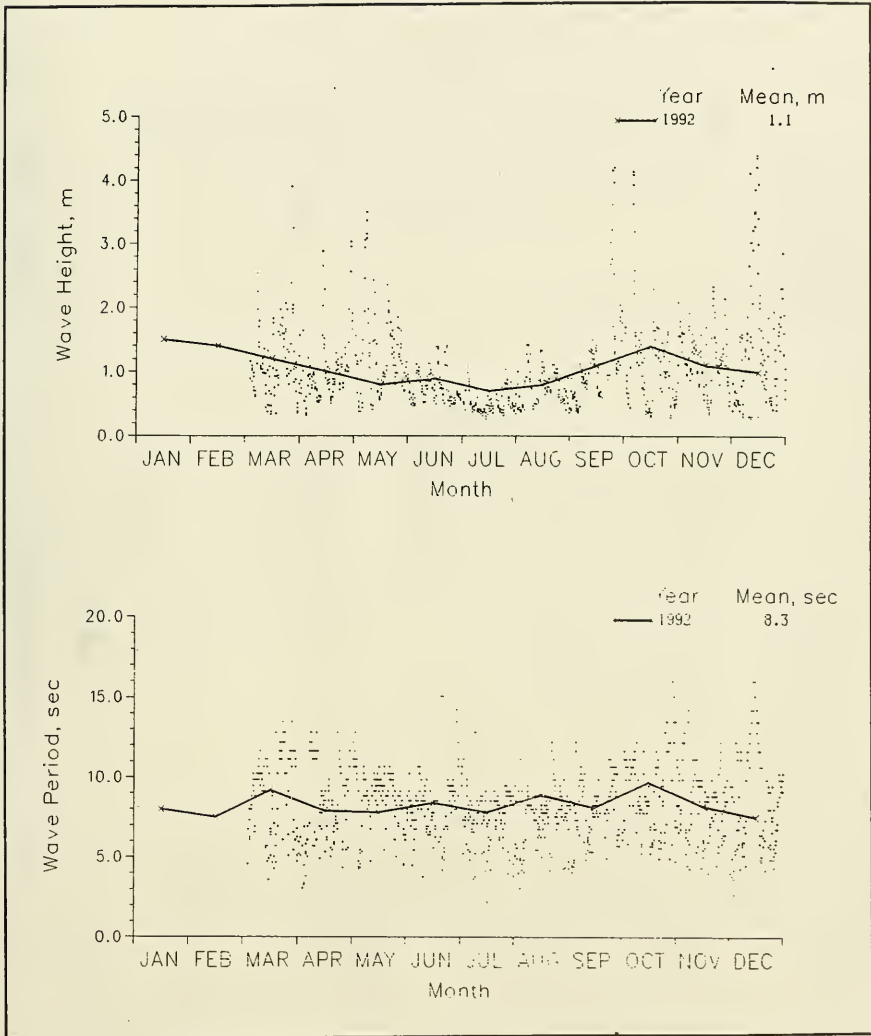 Year Mean, m
1992 1.1
5.0
4.0
3.0
2.0
1.0
0.0
Wave Height, m
JAN FEB MAR APR MAY JUN JUL AUG SEP OCT NOV DEC
Month
Year Mean, sec
1992 8.3
20.0
15.0
10.0
5.0
0.0
Wave Period, sec
JAN FEB MAR APR MAY JUN JUL AUG SEP OCT NOV DEC
Month